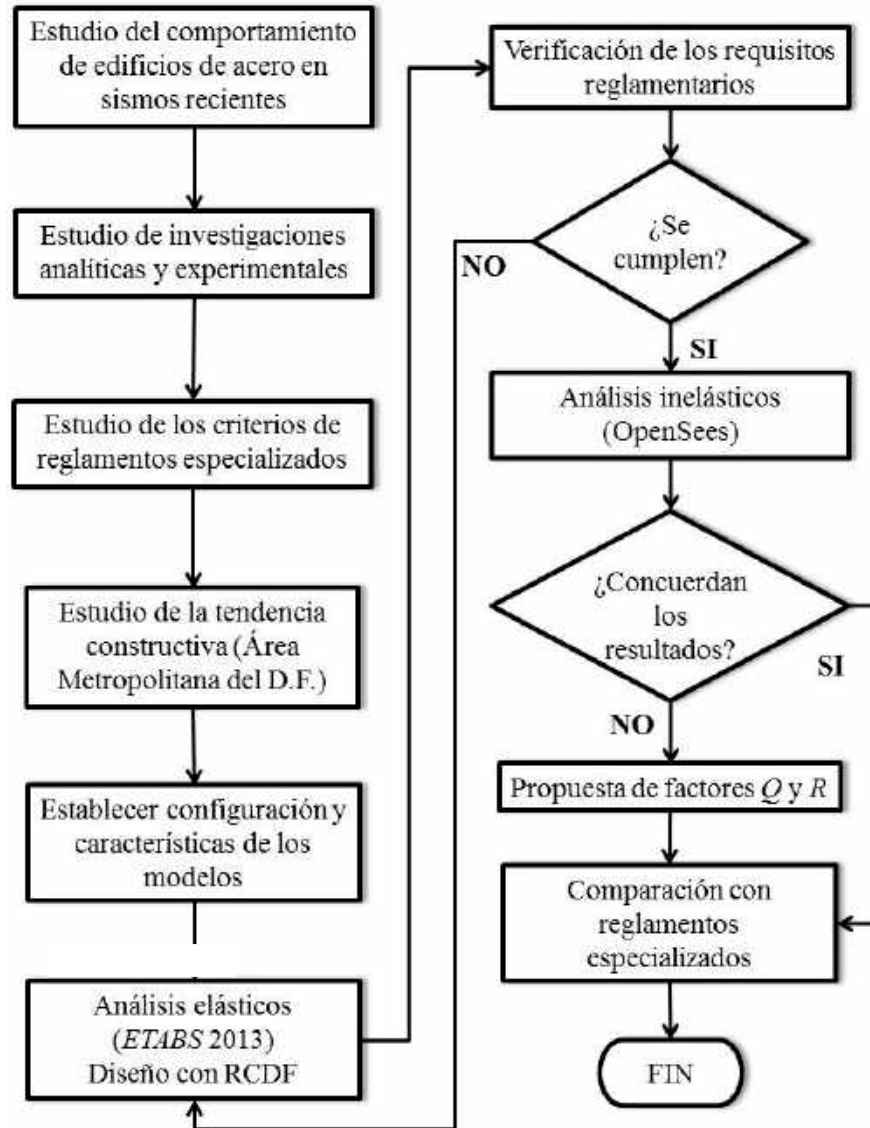 Estudio del comportamiento
de edificios de acero en
sismos recientes
Estudio de investigaciones
analíticas y experimentales
Estudio de los criterios de
reglamentos especializados
Estudio de la tendencia
constructiva (Área
Metropolitana del D.F.)
Establecer configuración y
características de los
modelos
Análisis elásticos
(ETABS 2013)
Diseño con RCDF
Verificación de los requisitos
reglamentarios
¿Se
cumplen?
NO
SI
Análisis inelásticos
(OpenSees)
¿Concuerdan
los
resultados?
SI
NO
Propuesta de factores Q y R
Comparación con
reglamentos
especializados
FIN